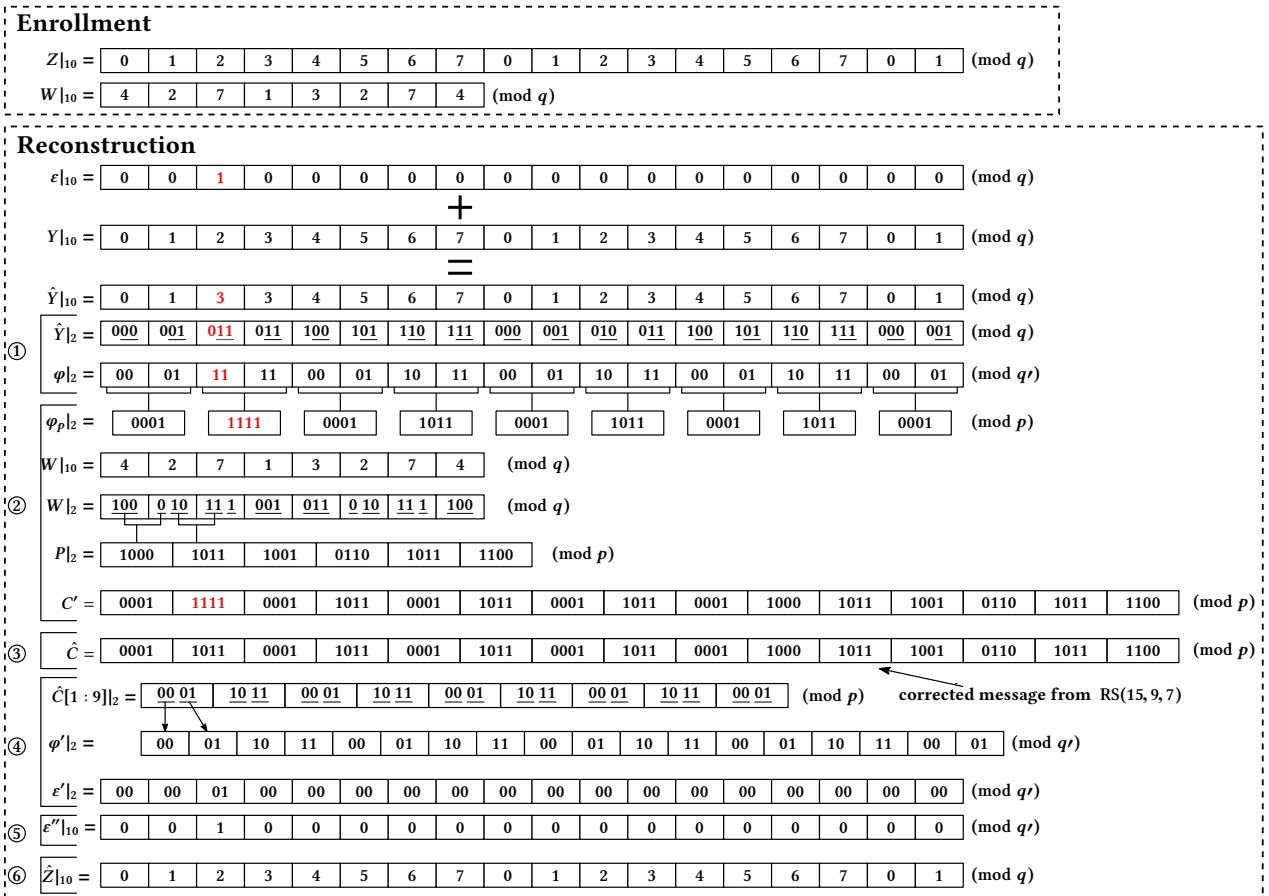 Enrollment
Z|10 = 0 1 2 3 4 5 6 7 0 1 2 3 4 5 6 7 0 1 (mod q)
W|10 = 4 2 7 1 3 2 7 4 (mod q)
Reconstruction
ε|10 = 0 0 1 0 0 0 0 0 0 0 0 0 0 0 0 0 0 0 (mod q)
+
Y|10 = 0 1 2 3 4 5 6 7 0 1 2 3 4 5 6 7 0 1 (mod q)
=
Ŷ|10 = 0 1 3 3 4 5 6 7 0 1 2 3 4 5 6 7 0 1 (mod q)
① Ŷ|2 = 000 001 011 011 100 101 110 111 000 001 010 011 100 101 110 111 000 001 (mod q)
φ|2 = 00 01 11 11 00 01 10 11 00 01 10 11 00 01 10 11 00 01 (mod q′)
φp|2 = 0001 1111 0001 1011 0001 1011 0001 1011 0001 (mod p)
W|10 = 4 2 7 1 3 2 7 4 (mod q)
② W|2 = 100 0 10 11 1 001 011 0 10 11 1 100 (mod q)
P|2 = 1000 1011 1001 0110 1011 1100 (mod p)
C′ = 0001 1111 0001 1011 0001 1011 0001 1011 0001 1000 1011 1001 0110 1011 1100 (mod p)
③ Ĉ = 0001 1011 0001 1011 0001 1011 0001 1011 0001 1000 1011 1001 0110 1011 1100 (mod p)
Ĉ[1 : 9]|2 = 00 01 10 11 00 01 10 11 00 01 10 11 00 01 10 11 00 01 (mod p) corrected message from RS(15, 9, 7)
④ φ′|2 = 00 01 10 11 00 01 10 11 00 01 10 11 00 01 10 11 00 01 (mod q′)
ε′|2 = 00 00 01 00 00 00 00 00 00 00 00 00 00 00 00 00 00 00 (mod q′)
⑤ ε″|10 = 0 0 1 0 0 0 0 0 0 0 0 0 0 0 0 0 0 0 (mod q′)
⑥ Ẑ|10 = 0 1 2 3 4 5 6 7 0 1 2 3 4 5 6 7 0 1 (mod q)